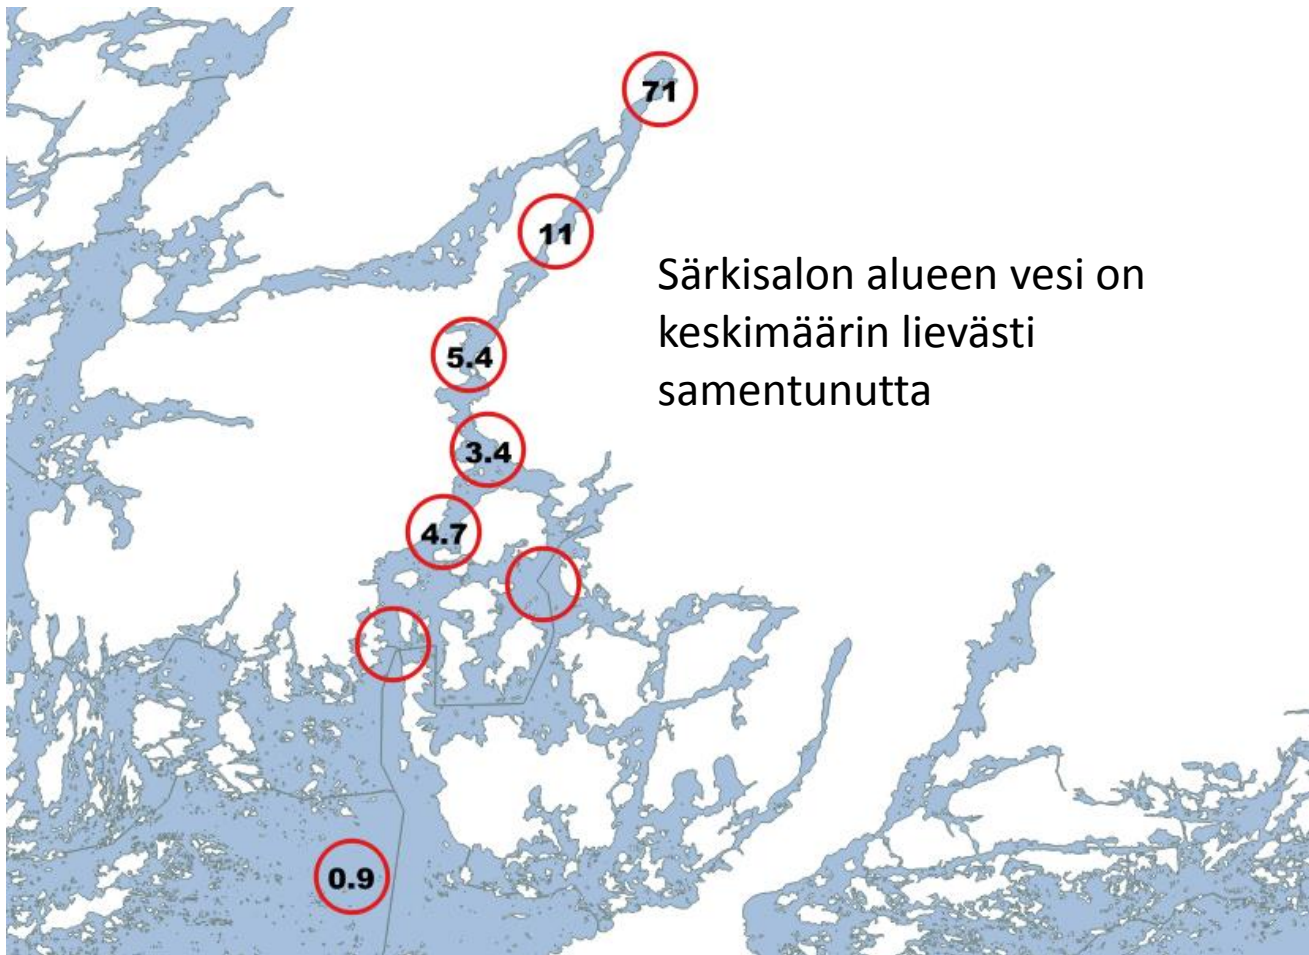 71
11
Särkisalon alueen vesi on
keskimäärin lievästi
samentunutta
5.4
3.4
4.7
0.9